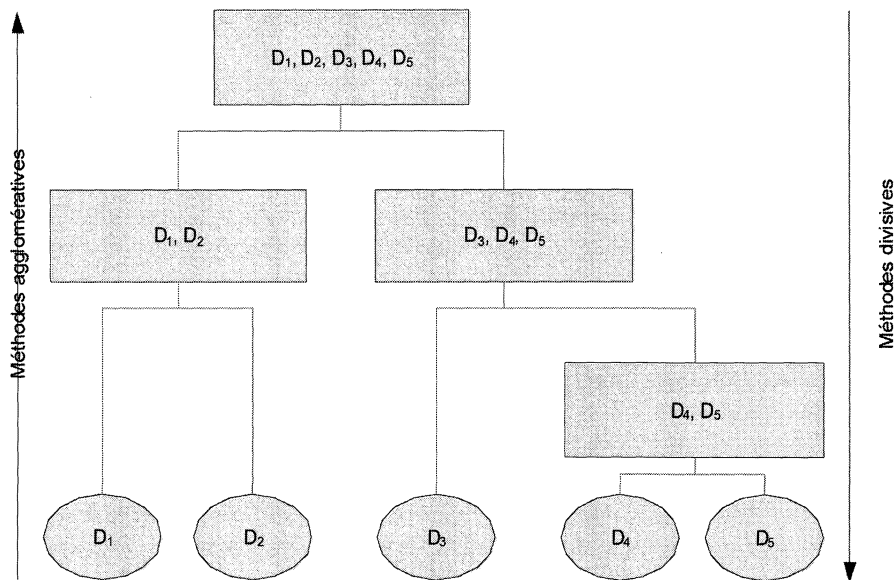 D₁, D₂, D₃, D₄, D₅
Méthodes agglomératives
Méthodes divisives
D₁, D₂
D₃, D₄, D₅
D₄, D₅
D₁
D₂
D₃
D₄
D₅